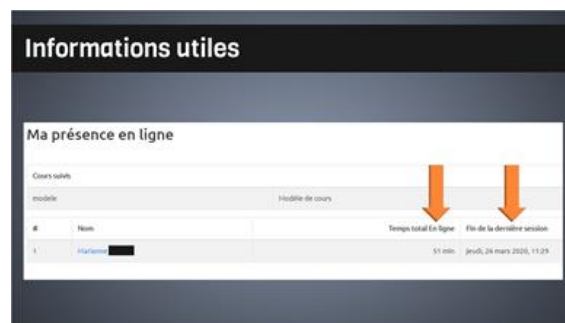 Informations utiles
Ma présence en ligne
Cours suivis
modele Modèle de cours
# Nom Temps total En ligne Fin de la dernière session
1 Marianne 51 min jeudi, 26 mars 2020, 11:29